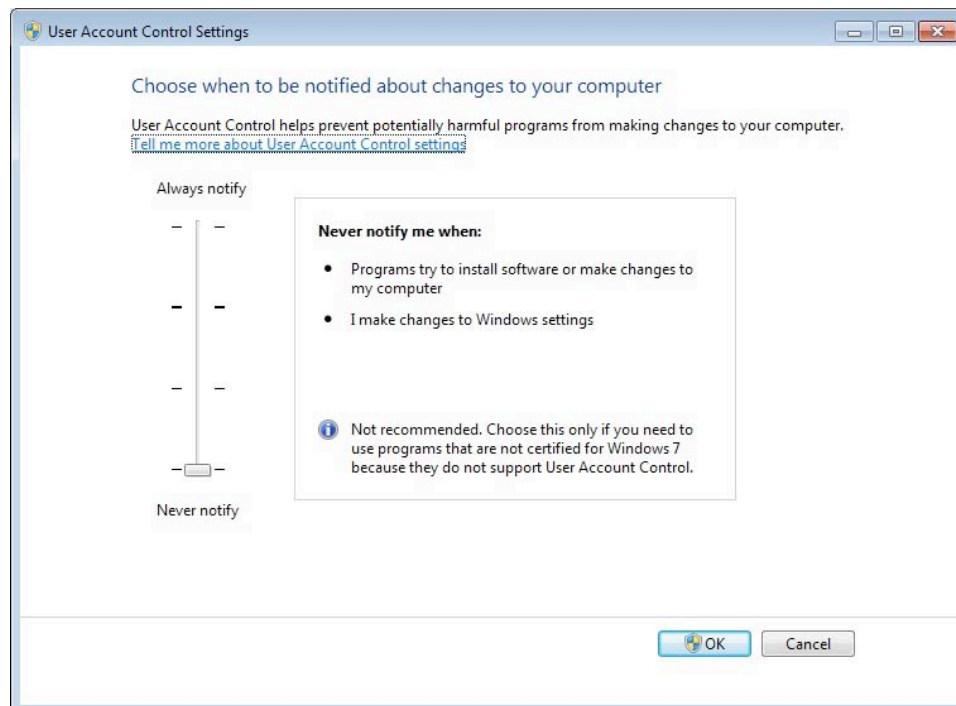 User Account Control Settings
Choose when to be notified about changes to your computer
User Account Control helps prevent potentially harmful programs from making changes to your computer.
Tell me more about User Account Control settings
Always notify
Never notify me when:
• Programs try to install software or make changes to
my computer
• I make changes to Windows settings
Not recommended. Choose this only if you need to
use programs that are not certified for Windows 7
because they do not support User Account Control.
Never notify
OK
Cancel